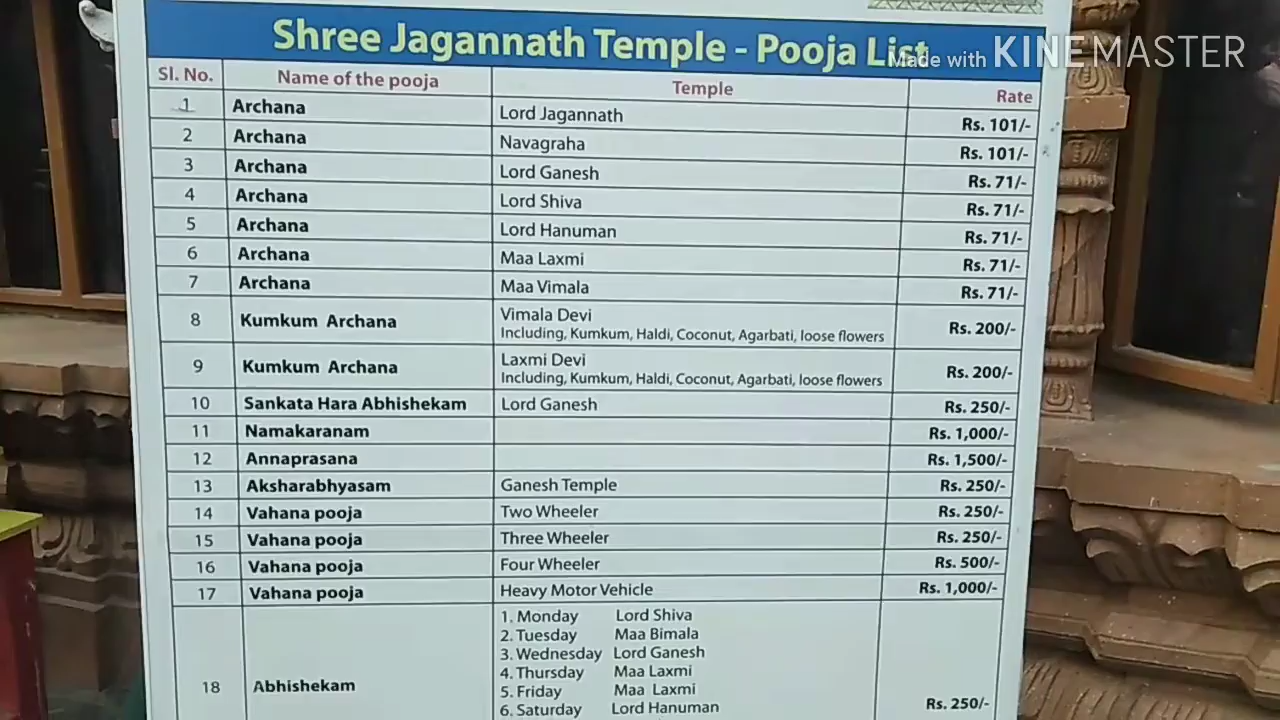 Shree Jagannath Temple - Pooja List
Made with KINEMASTER
Sl. No. Name of the pooja Temple Rate
1 Archana Lord Jagannath Rs. 101/-
2 Archana Navagraha Rs. 101/-
3 Archana Lord Ganesh Rs. 71/-
4 Archana Lord Shiva Rs. 71/-
5 Archana Lord Hanuman Rs. 71/-
6 Archana Maa Laxmi Rs. 71/-
7 Archana Maa Vimala Rs. 71/-
8 Kumkum Archana Vimala Devi Rs. 200/-
Including, Kumkum, Haldi, Coconut, Agarbati, loose flowers
9 Kumkum Archana Laxmi Devi Rs. 200/-
Including, Kumkum, Haldi, Coconut, Agarbati, loose flowers
10 Sankata Hara Abhishekam Lord Ganesh Rs. 250/-
11 Namakaranam Rs. 1,000/-
12 Annaprasana Rs. 1,500/-
13 Aksharabhyasam Ganesh Temple Rs. 250/-
14 Vahana pooja Two Wheeler Rs. 250/-
15 Vahana pooja Three Wheeler Rs. 250/-
16 Vahana pooja Four Wheeler Rs. 500/-
17 Vahana pooja Heavy Motor Vehicle Rs. 1,000/-
18 Abhishekam Rs. 250/-
1. Monday Lord Shiva
2. Tuesday Maa Bimala
3. Wednesday Lord Ganesh
4. Thursday Maa Laxmi
5. Friday Maa Laxmi
6. Saturday Lord Hanuman